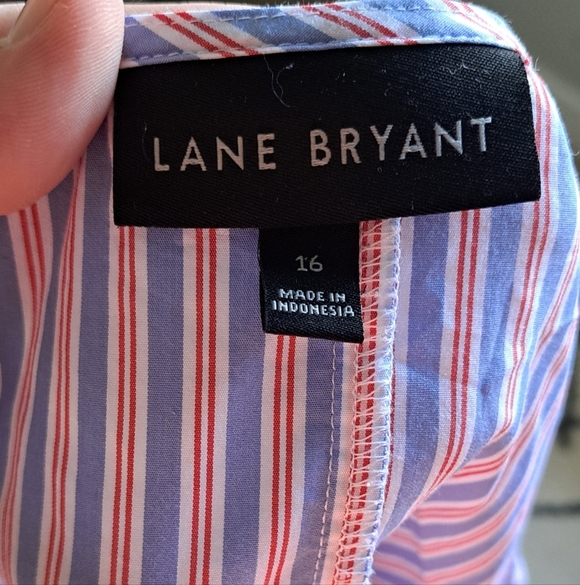 LANE BRYANT
16
MADE IN
INDONESIA